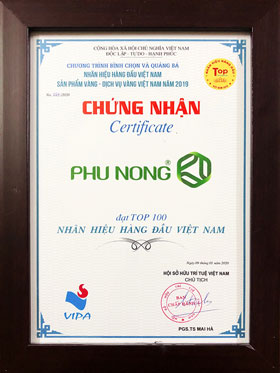 CỘNG HÒA XÃ HỘI CHỦ NGHĨA VIỆT NAM
ĐỘC LẬP - TỰ DO - HẠNH PHÚC
CHƯƠNG TRÌNH BÌNH CHỌN VÀ QUẢNG BÁ
NHÃN HIỆU HÀNG ĐẦU VIỆT NAM
SẢN PHẨM VÀNG - DỊCH VỤ VÀNG VIỆT NAM NĂM 2019
Top
CHỨNG NHẬN
Certificate
PHU NONG®
đạt TOP 100
NHÃN HIỆU HÀNG ĐẦU VIỆT NAM
HỘI SỞ HỮU TRÍ TUỆ VIỆT NAM
CHỦ TỊCH
BAN
VIPA
PGS.TS MAI HÀ